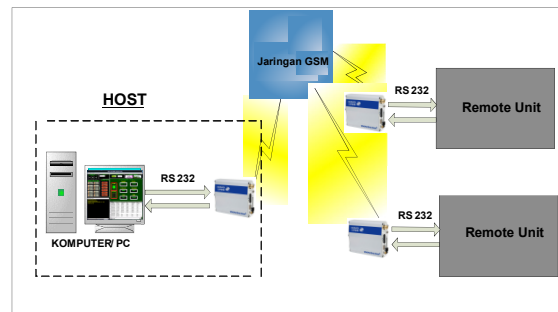 Jaringan GSM
HOST
RS 232
KOMPUTER/ PC
RS 232
Remote Unit
RS 232
Remote Unit